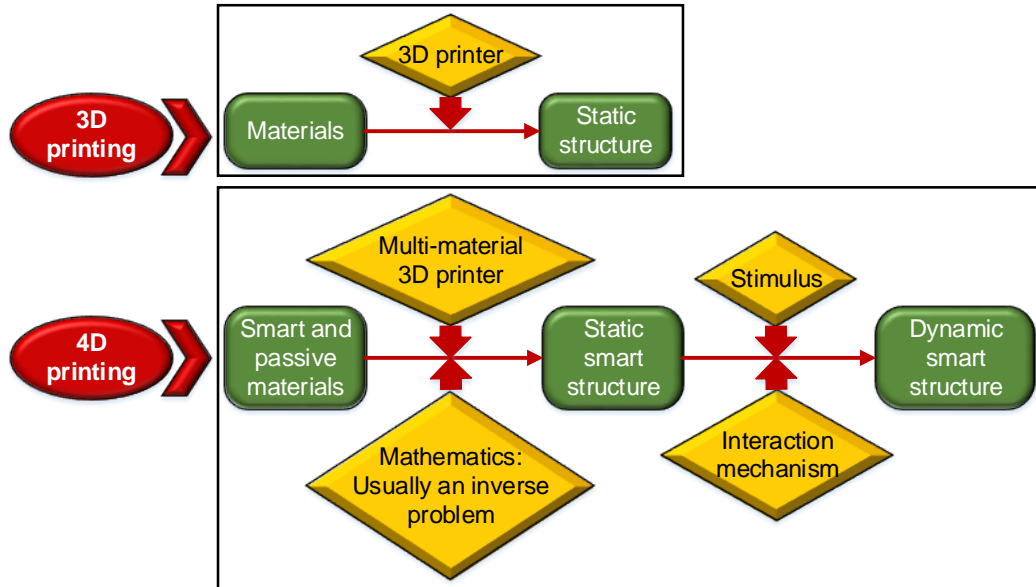 3D printer
3D
printing
Materials
Static
structure
Multi-material
3D printer
Stimulus
4D
printing
Smart and
passive
materials
Static
smart
structure
Dynamic
smart
structure
Mathematics:
Usually an inverse
problem
Interaction
mechanism